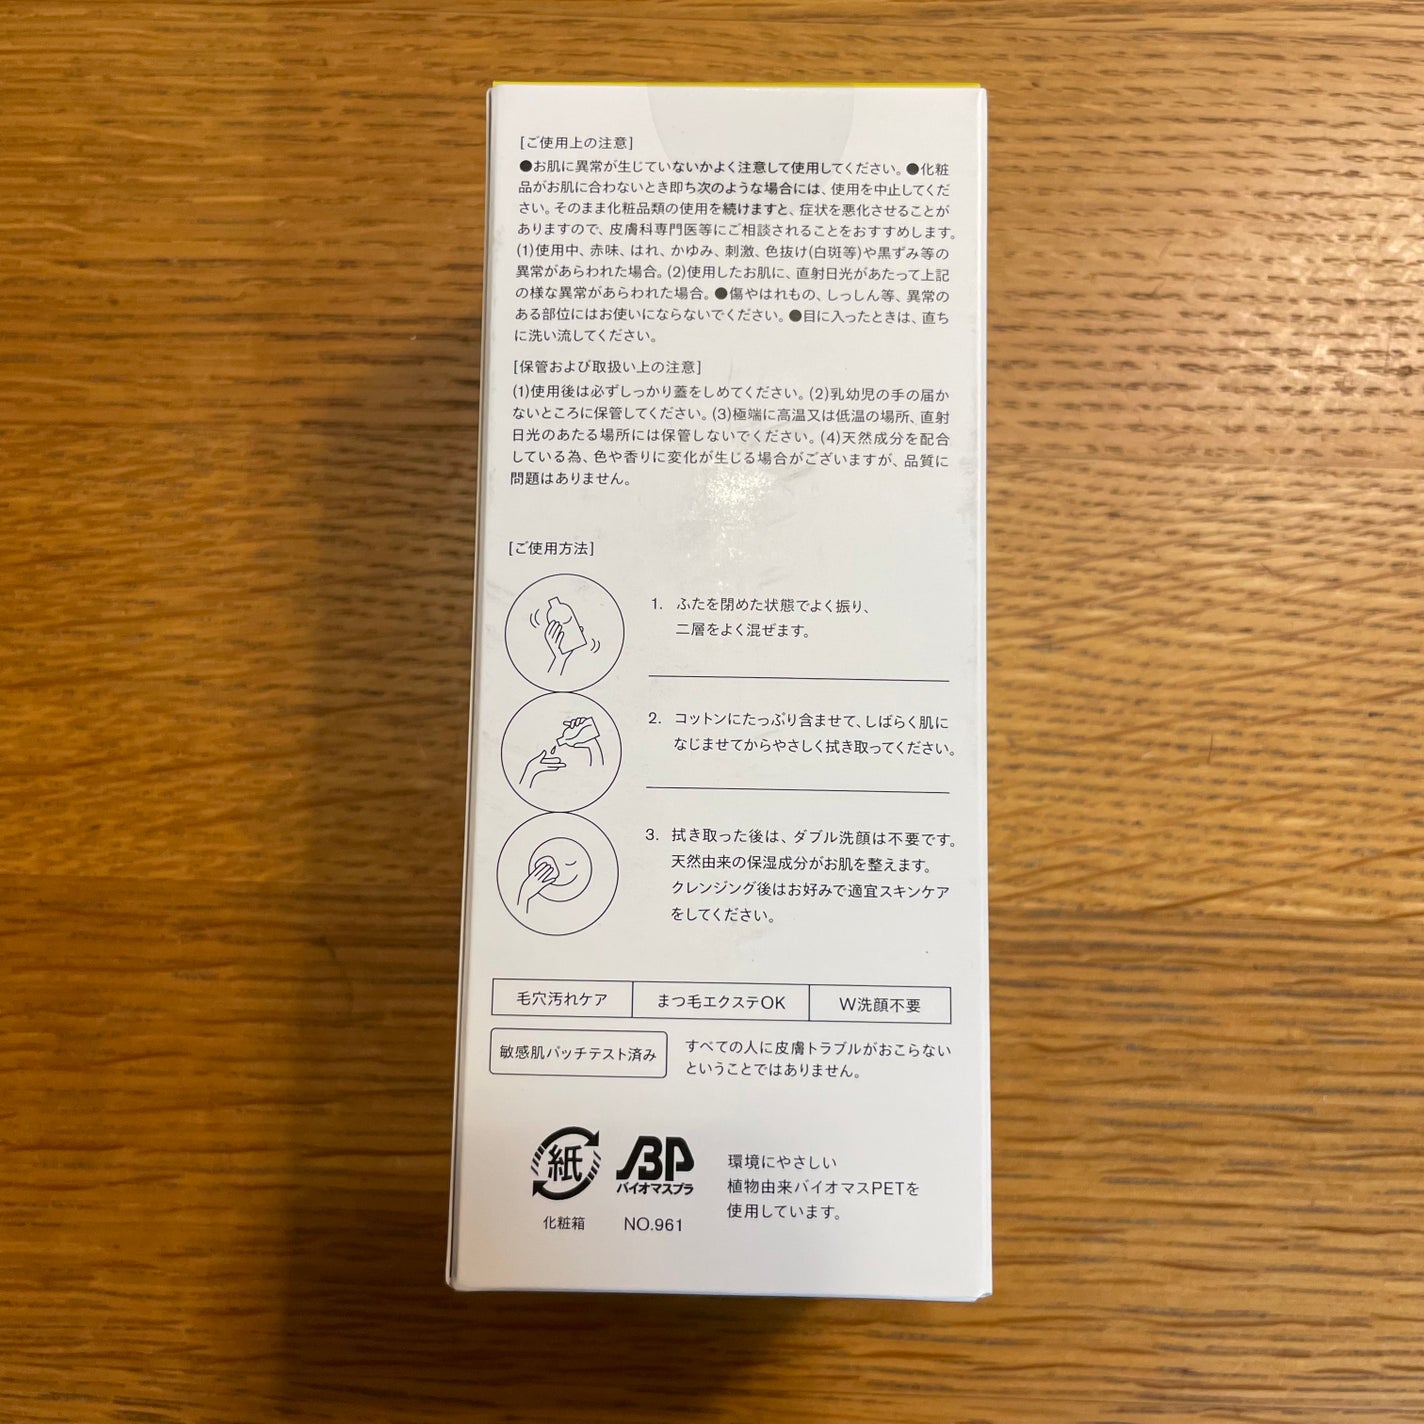 [ご使用上の注意]
●お肌に異常が生じていないかよく注意して使用してください。●化粧
品がお肌に合わないとき即ち次のような場合には、使用を中止してくだ
さい。そのまま化粧品類の使用を続けますと、症状を悪化させることが
ありますので、皮膚科専門医等にご相談されることをおすすめします。
(1)使用中、赤味、はれ、かゆみ、刺激、色抜け(白斑等)や黒ずみ等の
異常があらわれた場合。(2)使用したお肌に、直射日光があたって上記
の様な異常があらわれた場合。●傷やはれもの、しっしん等、異常の
ある部位にはお使いにならないでください。●目に入ったときは、直ち
に洗い流してください。
[保管および取扱い上の注意]
(1)使用後は必ずしっかり蓋をしめてください。(2)乳幼児の手の届か
ないところに保管してください。(3)極端に高温又は低温の場所、直射
日光のあたる場所には保管しないでください。(4)天然成分を配合
している為、色や香りに変化が生じる場合がございますが、品質に
問題はありません。
[ご使用方法]
1. ふたを閉めた状態でよく振り、
二層をよく混ぜます。
2. コットンにたっぷり含ませて、しばらく肌に
なじませてからやさしく拭き取ってください。
3. 拭き取った後は、ダブル洗顔は不要です。
天然由来の保湿成分がお肌を整えます。
クレンジング後はお好みで適宜スキンケア
をしてください。
毛穴汚れケア まつ毛エクステOK W洗顔不要
敏感肌パッチテスト済み
すべての人に皮膚トラブルがおこらない
ということではありません。
紙
化粧箱
BP
バイオマスプラ
NO.961
環境にやさしい
植物由来バイオマスPETを
使用しています。